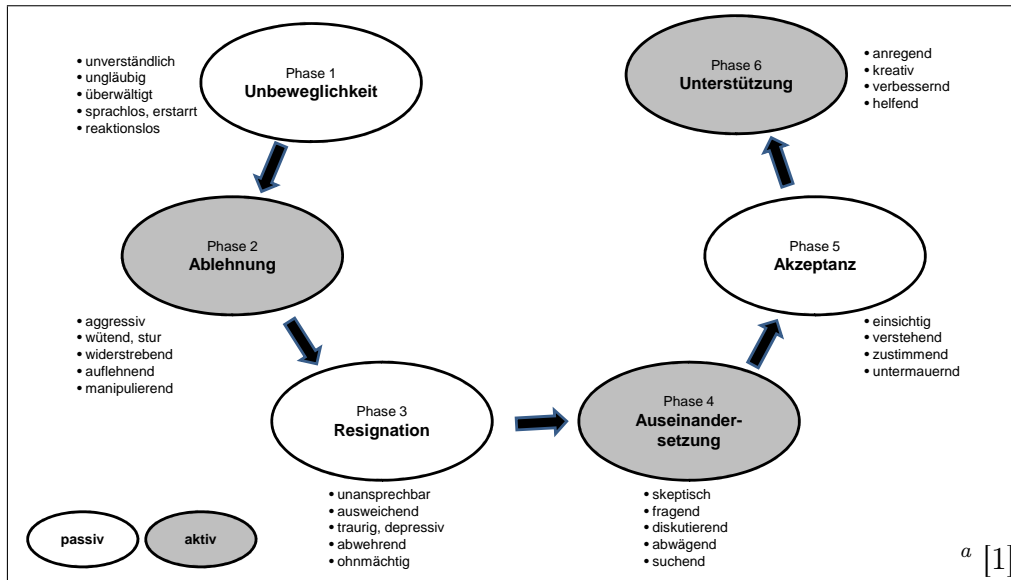 • unverständlich
• ungläubig
• überwältigt
• sprachlos, erstarrt
• reaktionslos
Phase 1
Unbeweglichkeit
Phase 2
Ablehnung
• aggressiv
• wütend, stur
• widerstrebend
• auflehnend
• manipulierend
Phase 3
Resignation
• unansprechbar
• ausweichend
• traurig, depressiv
• abwehrend
• ohnmächtig
Phase 4
Auseinander-
setzung
• skeptisch
• fragend
• diskutierend
• abwägend
• suchend
Phase 5
Akzeptanz
• einsichtig
• verstehend
• zustimmend
• untermauernd
Phase 6
Unterstützung
• anregend
• kreativ
• verbessernd
• helfend
passiv
aktiv
a [1]